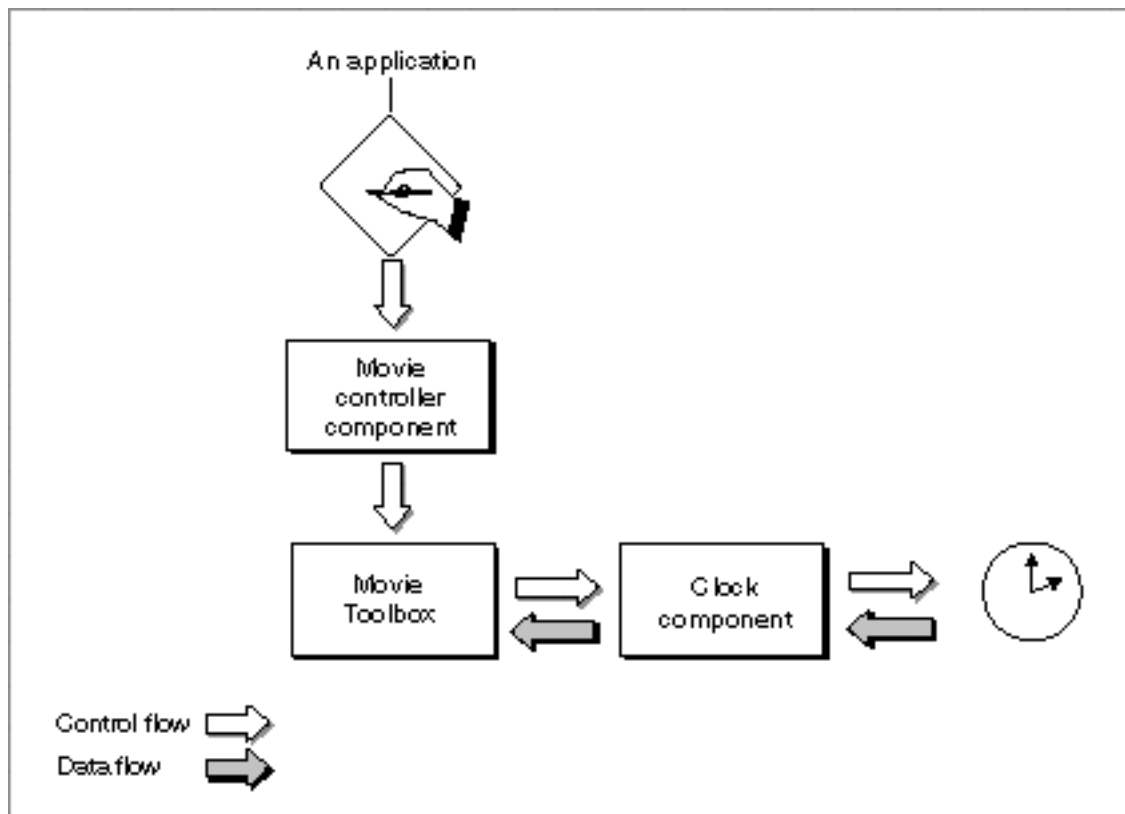 An application
Movie
controller
component
Movie
Toolbox
Clock
component
Control flow
Data flow